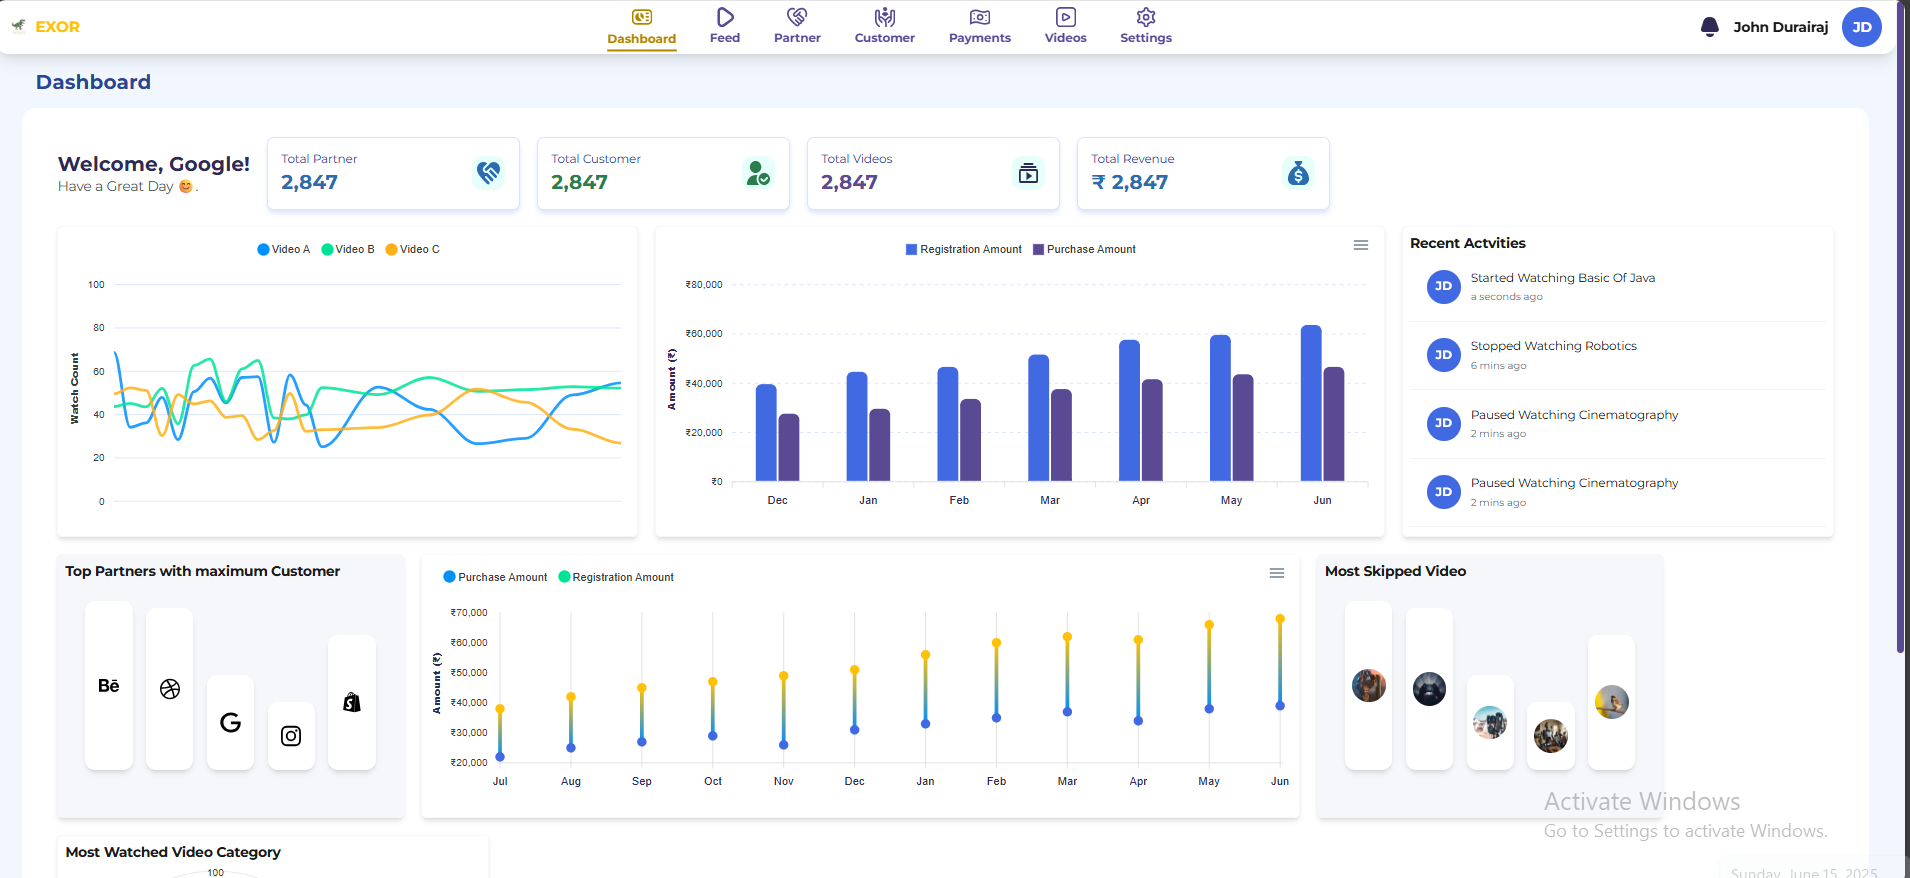 EXOR
Dashboard
Feed
Partner
Customer
Payments
Videos
Settings
John Durairaj
JD
Dashboard
Welcome, Google!
Have a Great Day 😊 .
Total Partner
2,847
Total Customer
2,847
Total Videos
2,847
Total Revenue
₹ 2,847
Video A Video B Video C
Watch Count
100
80
60
40
20
0
Registration Amount Purchase Amount
Amount (₹)
₹80,000
₹60,000
₹40,000
₹20,000
₹0
Dec Jan Feb Mar Apr May Jun
Recent Actvities
JD
Started Watching Basic Of Java
a seconds ago
JD
Stopped Watching Robotics
6 mins ago
JD
Paused Watching Cinematography
2 mins ago
JD
Paused Watching Cinematography
2 mins ago
Top Partners with maximum Customer
Bē
G
S
Purchase Amount Registration Amount
Amount (₹)
₹70,000
₹60,000
₹50,000
₹40,000
₹30,000
₹20,000
Jul Aug Sep Oct Nov Dec Jan Feb Mar Apr May Jun
Most Skipped Video
Most Watched Video Category
100
Activate Windows
Go to Settings to activate Windows.
Sunday, June 15, 2025